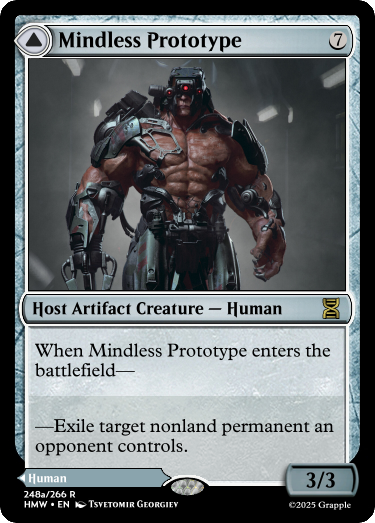 Mindless Prototype
7
Host Artifact Creature — Human
When Mindless Prototype enters the
battlefield—
—Exile target nonland permanent an
opponent controls.
Human
3/3
248a/266 R
HMW • EN Tsvetomir Georgiev
©2025 Grapple